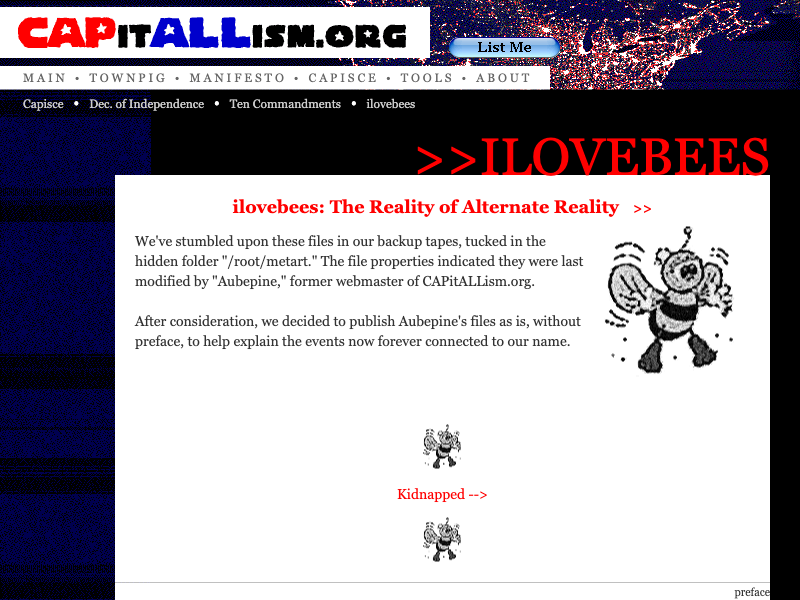 CAPitALLism.org
List Me
MAIN • TOWNPIG • MANIFESTO • CAPISCE • TOOLS • ABOUT
Capisce • Dec. of Independence • Ten Commandments • ilovebees
>>ILOVEBEES
ilovebees: The Reality of Alternate Reality >>
We've stumbled upon these files in our backup tapes, tucked in the
hidden folder "/root/metart." The file properties indicated they were last
modified by "Aubepine," former webmaster of CAPitALLism.org.
After consideration, we decided to publish Aubepine's files as is, without
preface, to help explain the events now forever connected to our name.
Kidnapped -->
preface